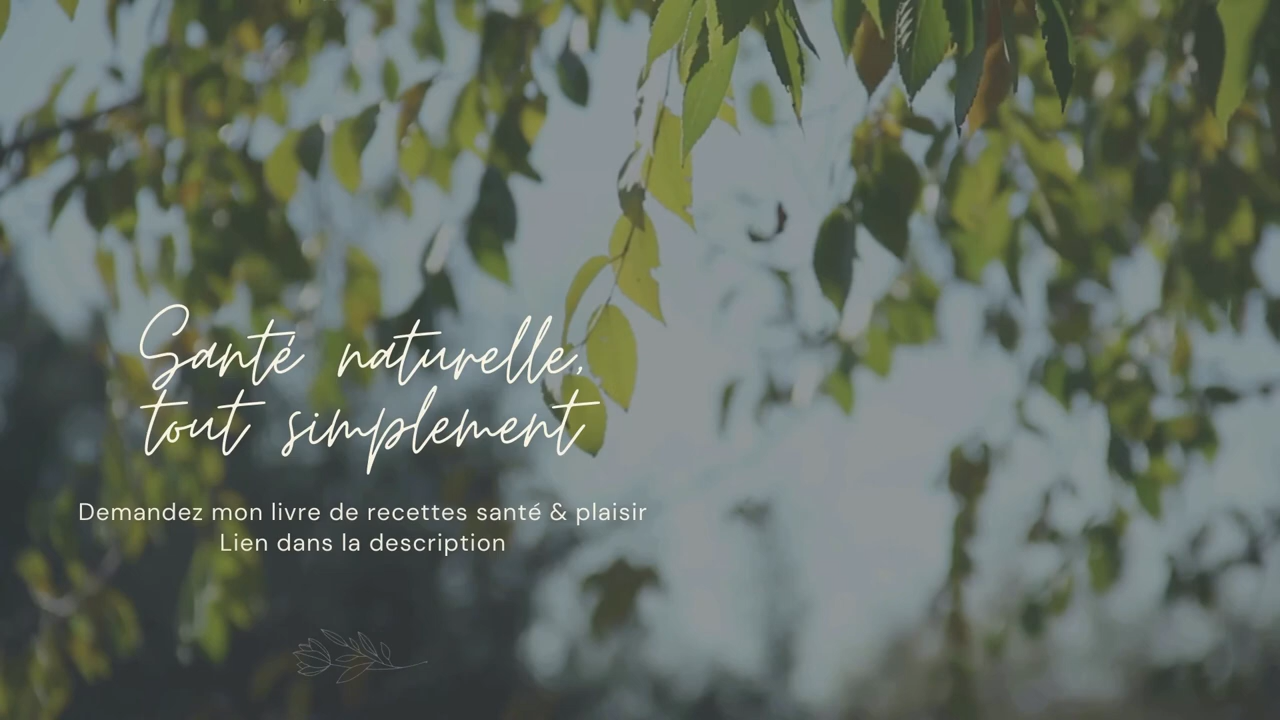 Santé naturelle,
tout simplement
Demandez mon livre de recettes santé & plaisir
Lien dans la description